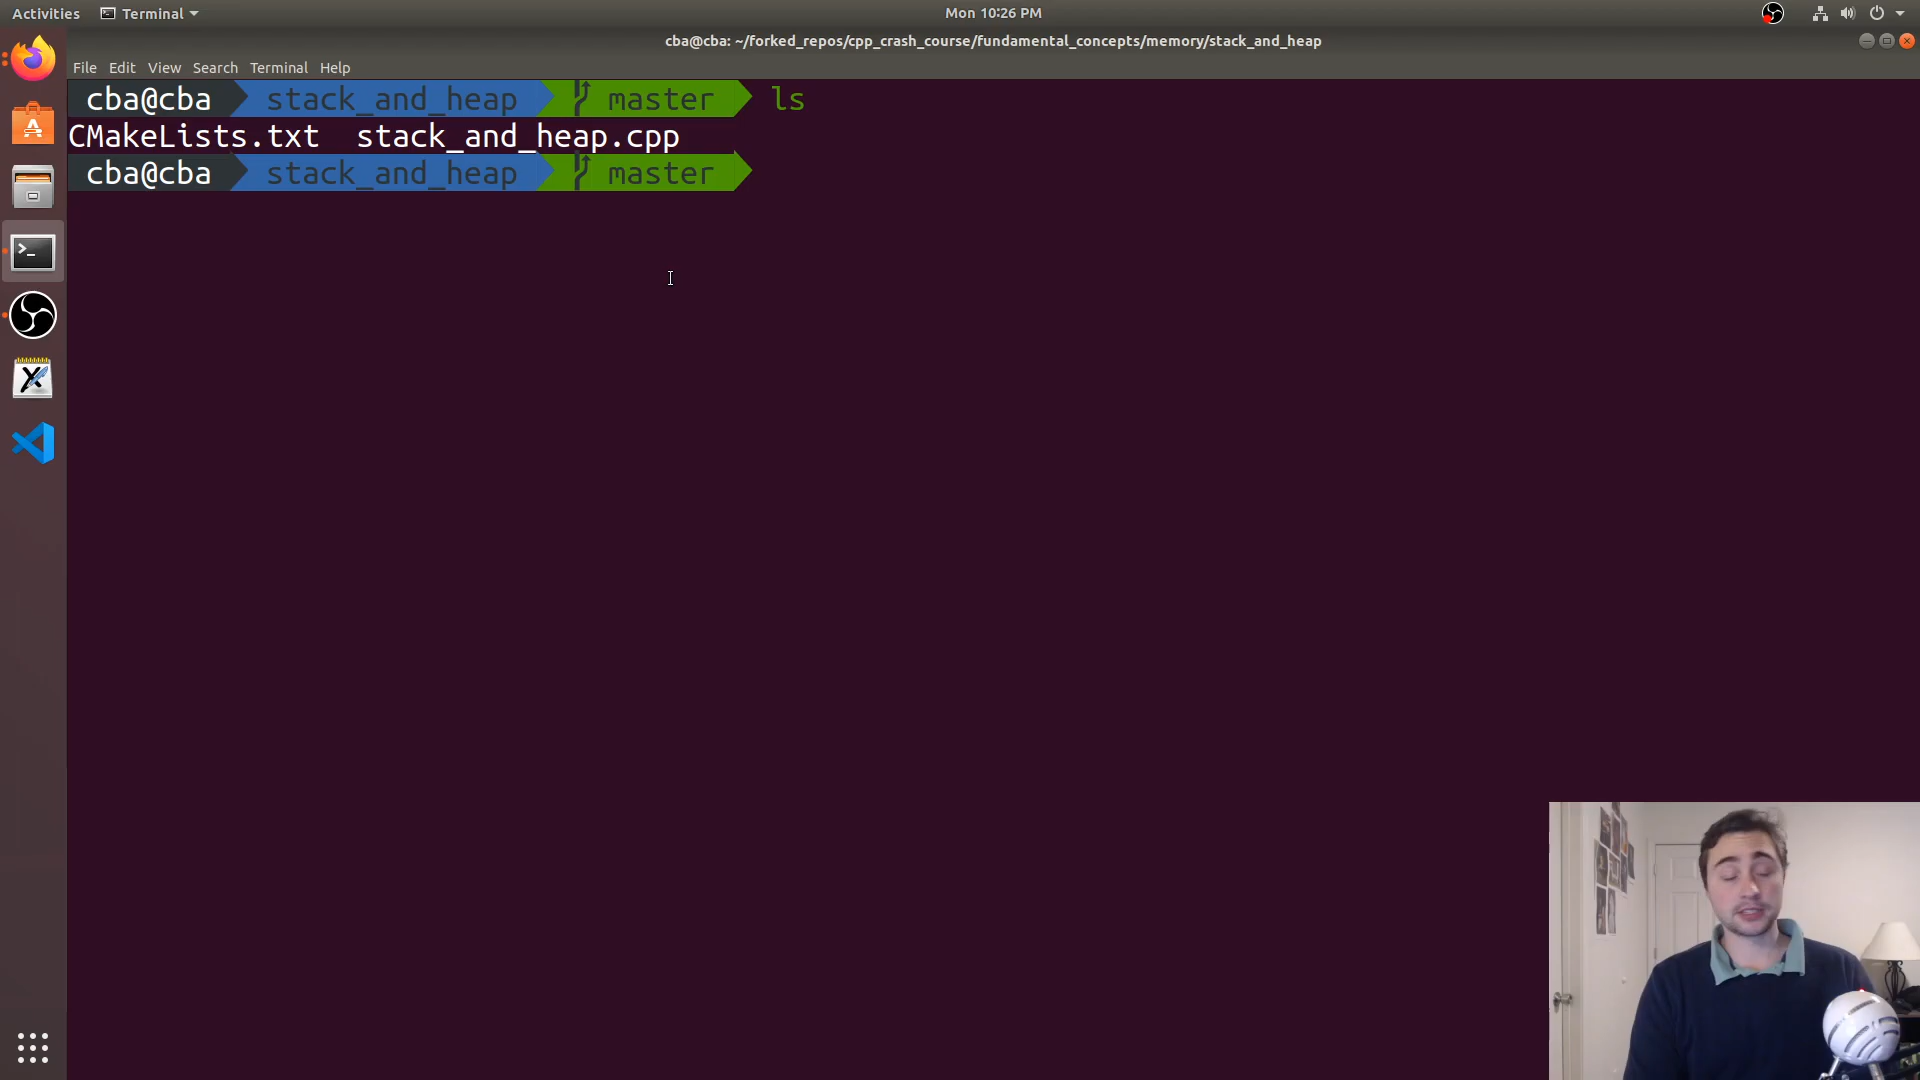 Activities Terminal Mon 10:26 PM
cba@cba: ~/forked_repos/cpp_crash_course/fundamental_concepts/memory/stack_and_heap
File Edit View Search Terminal Help
cba@cba stack_and_heap master ls
CMakeLists.txt stack_and_heap.cpp
cba@cba stack_and_heap master